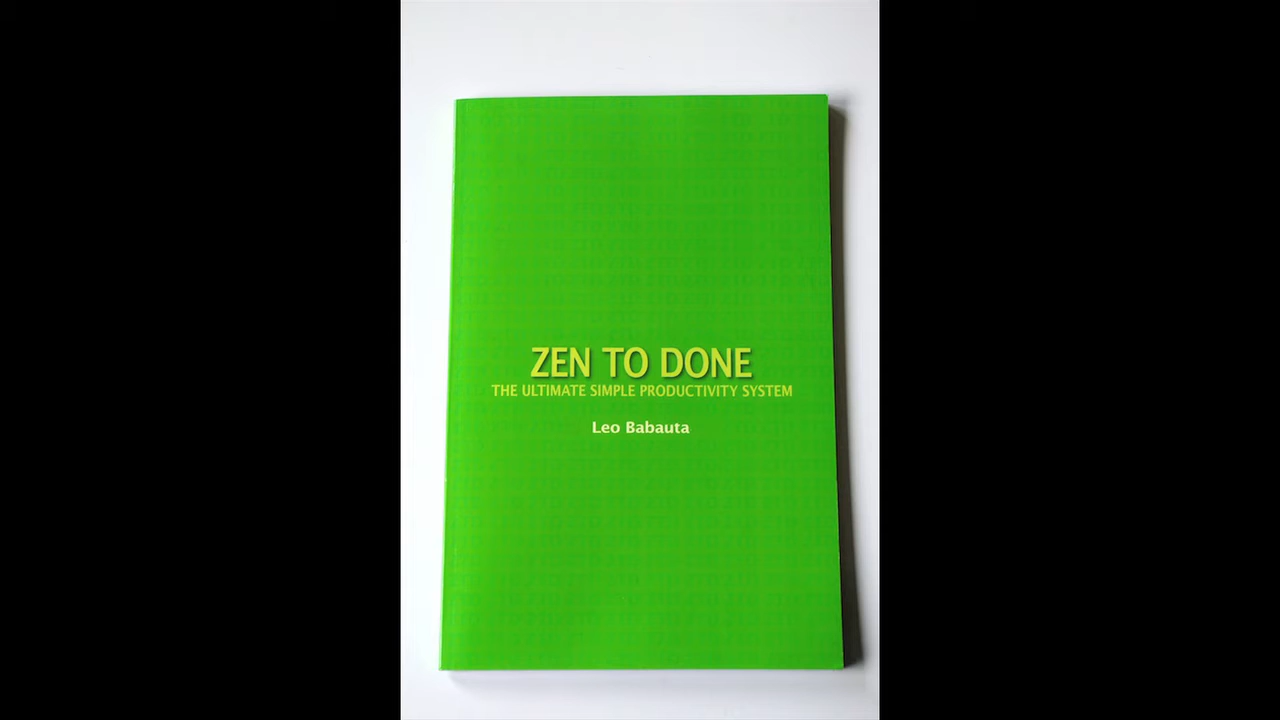 ZEN TO DONE
THE ULTIMATE SIMPLE PRODUCTIVITY SYSTEM
Leo Babauta